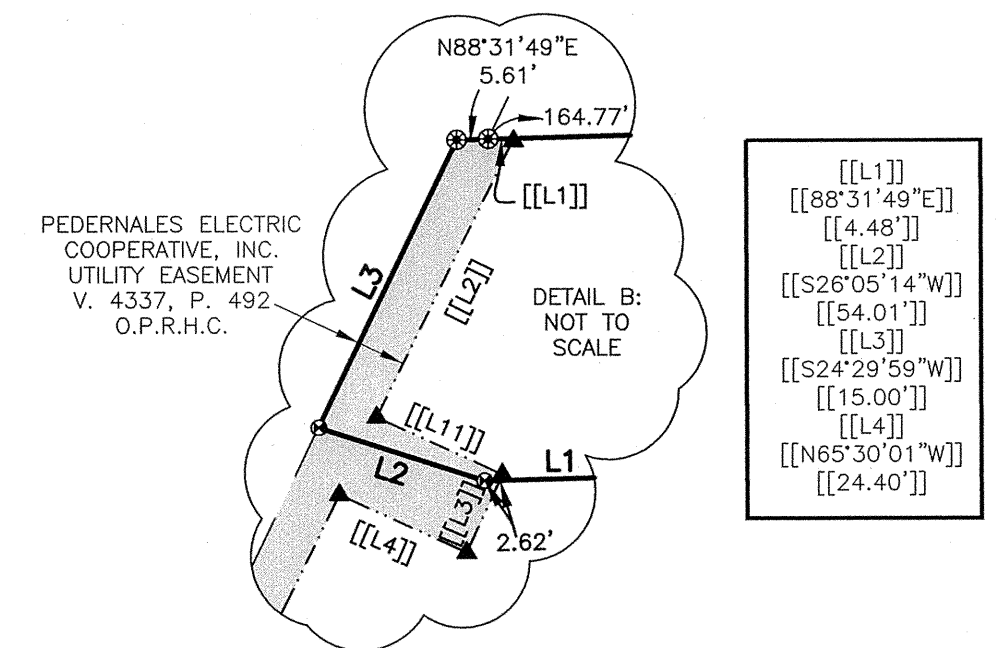 N88°31'49"E
5.61'
164.77'
[[L1]]
PEDERNALES ELECTRIC
COOPERATIVE, INC.
UTILITY EASEMENT
V. 4337, P. 492
O.P.R.H.C.
L3
[[L2]]
DETAIL B:
NOT TO
SCALE
[[L11]]
L2
L1
[[L3]]
[[L4]]
2.62'
[[L1]]
[[88°31'49"E]]
[[4.48']]
[[L2]]
[[S26°05'14"W]]
[[54.01']]
[[L3]]
[[S24°29'59"W]]
[[15.00']]
[[L4]]
[[N65°30'01"W]]
[[24.40']]